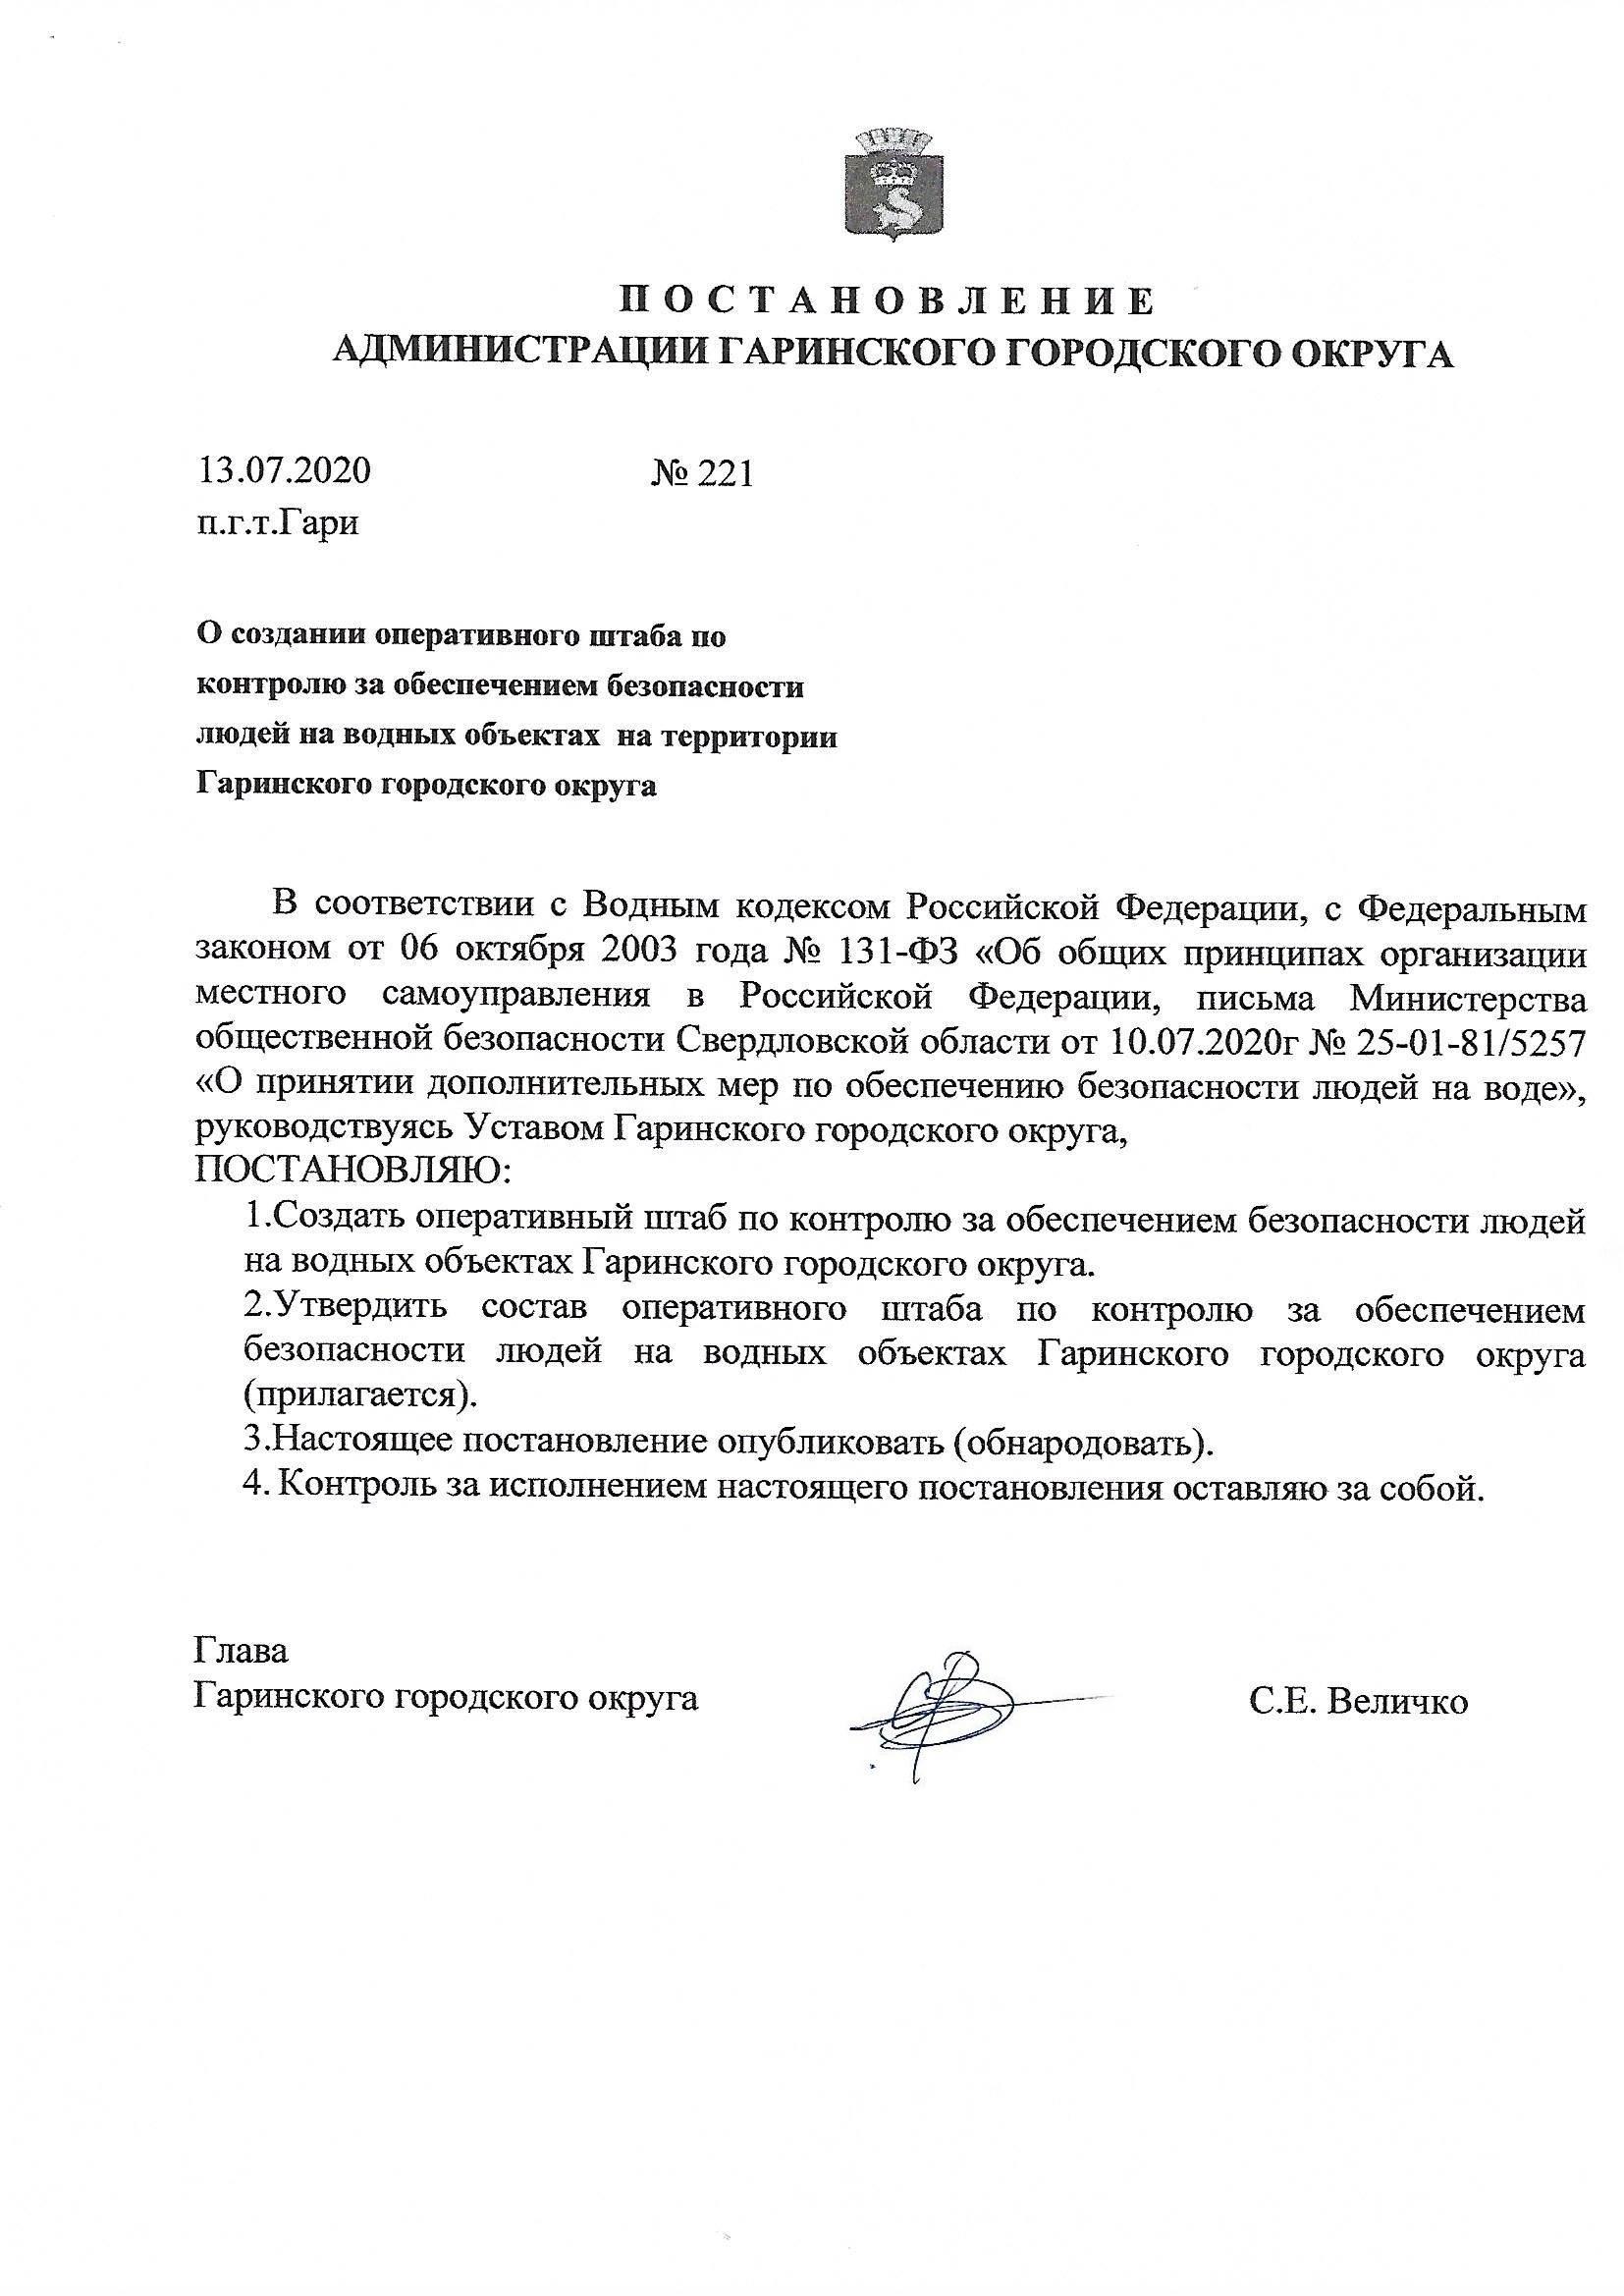 П О С Т А Н О В Л Е Н И Е
АДМИНИСТРАЦИИ ГАРИНСКОГО ГОРОДСКОГО ОКРУГА
13.07.2020 № 221
п.г.т.Гари
О создании оперативного штаба по
контролю за обеспечением безопасности
людей на водных объектах на территории
Гаринского городского округа
В соответствии с Водным кодексом Российской Федерации, с Федеральным
законом от 06 октября 2003 года № 131-ФЗ «Об общих принципах организации
местного самоуправления в Российской Федерации, письма Министерства
общественной безопасности Свердловской области от 10.07.2020г № 25-01-81/5257
«О принятии дополнительных мер по обеспечению безопасности людей на воде»,
руководствуясь Уставом Гаринского городского округа,
ПОСТАНОВЛЯЮ:
1.Создать оперативный штаб по контролю за обеспечением безопасности людей
на водных объектах Гаринского городского округа.
2.Утвердить состав оперативного штаба по контролю за обеспечением
безопасности людей на водных объектах Гаринского городского округа
(прилагается).
3.Настоящее постановление опубликовать (обнародовать).
4. Контроль за исполнением настоящего постановления оставляю за собой.
Глава
Гаринского городского округа С.Е. Величко